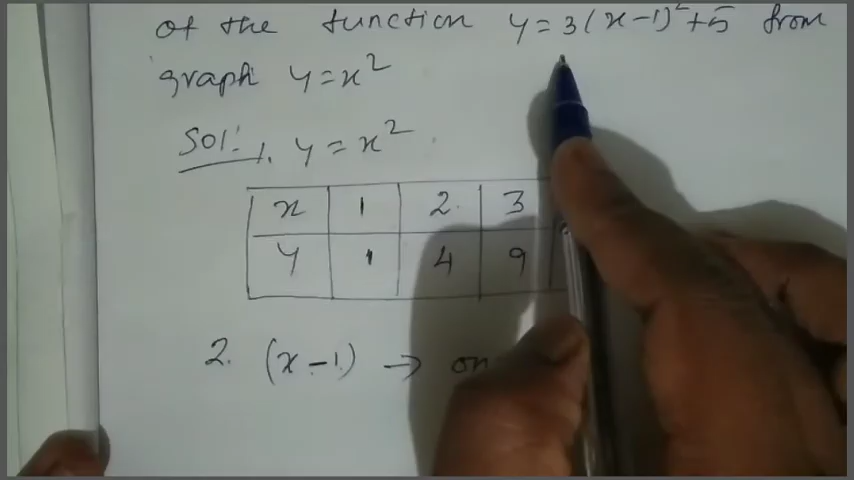 of the function y=3(x-1)²+5 from
graph y=x²
Sol: 1. y=x².
x 1 2 3
y 1 4 9
2. (x-1) → on